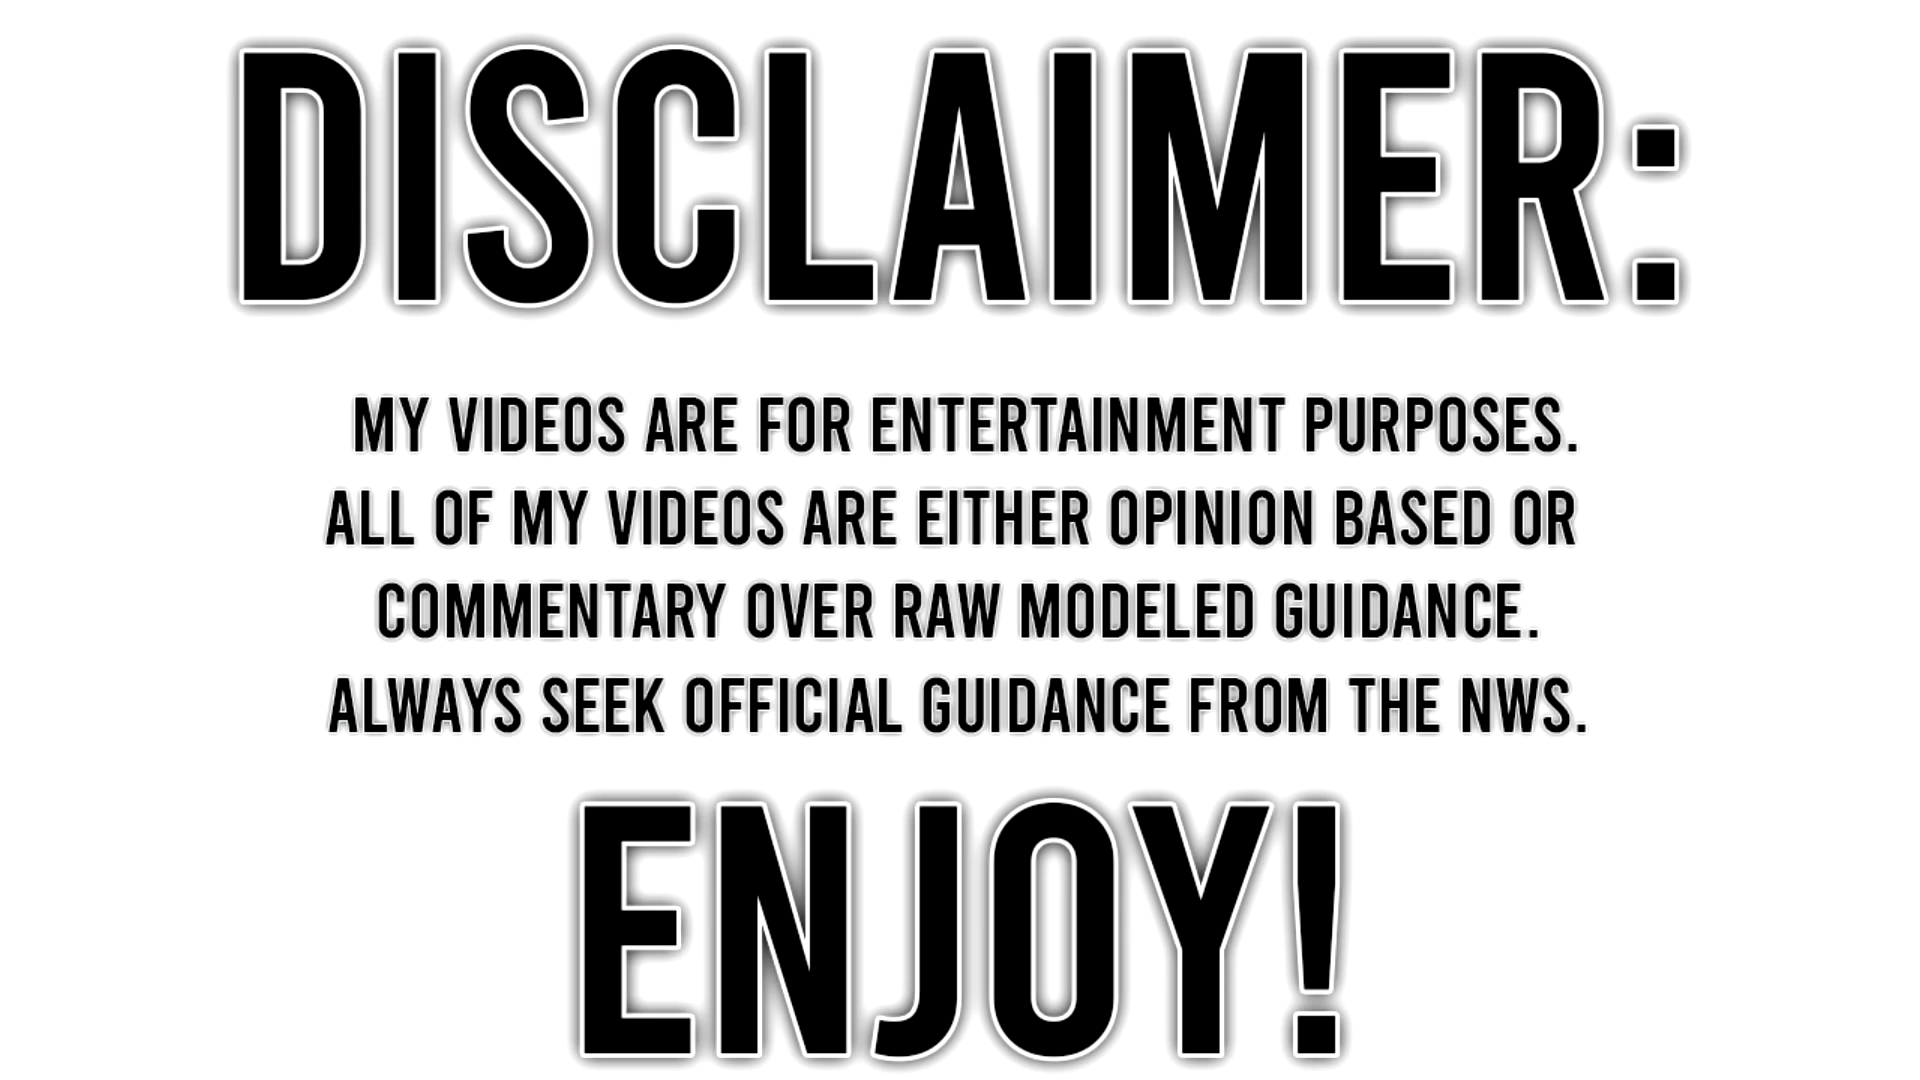 DISCLAIMER:
MY VIDEOS ARE FOR ENTERTAINMENT PURPOSES.
ALL OF MY VIDEOS ARE EITHER OPINION BASED OR
COMMENTARY OVER RAW MODELED GUIDANCE.
ALWAYS SEEK OFFICIAL GUIDANCE FROM THE NWS.
ENJOY!